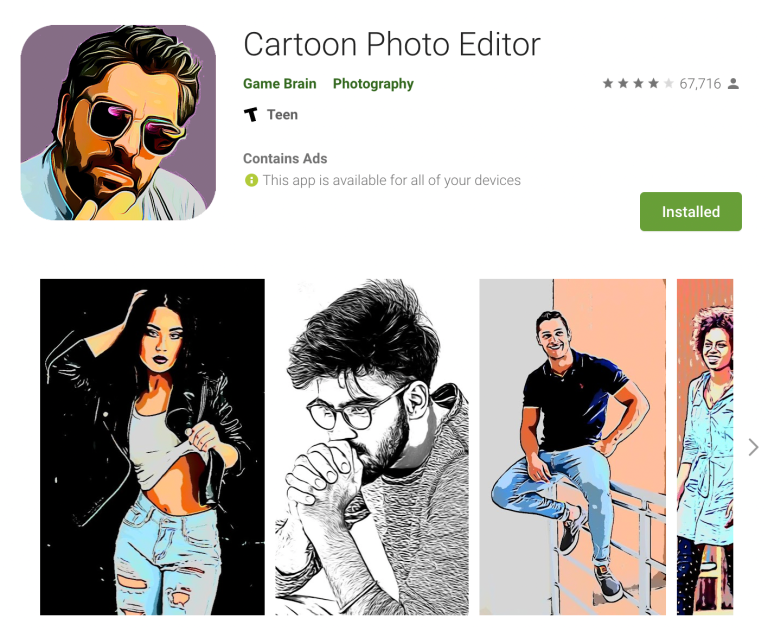 Cartoon Photo Editor
Game Brain Photography 67,716
Teen
Contains Ads
This app is available for all of your devices
Installed